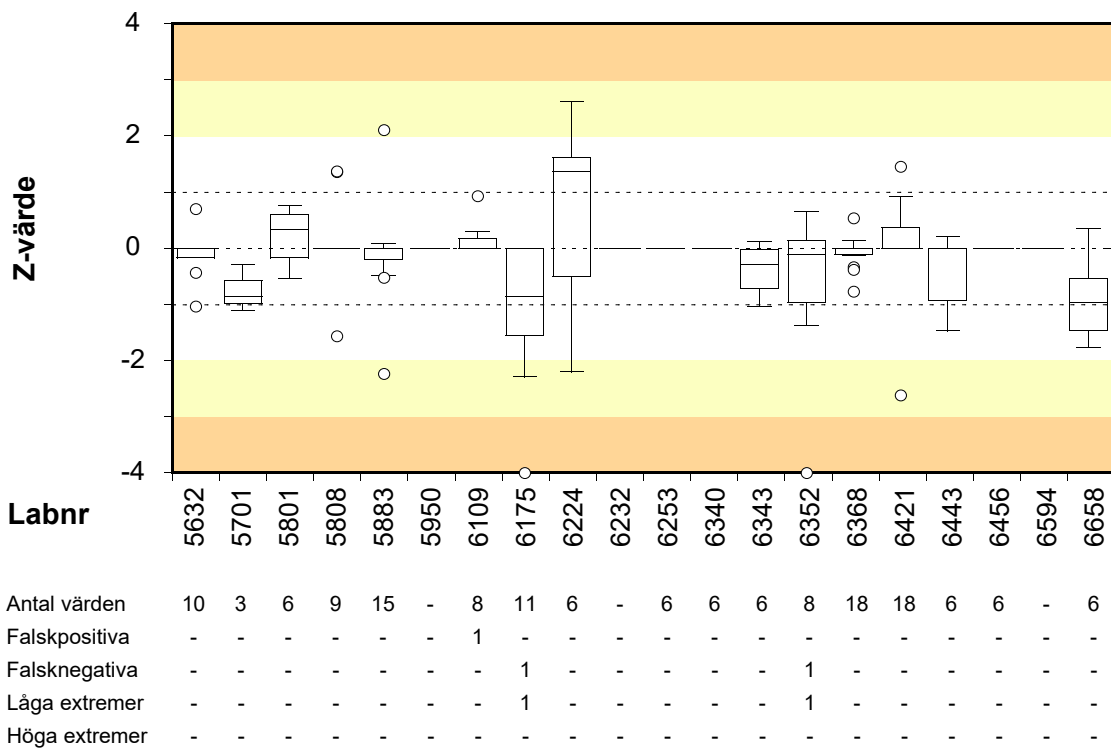 4
2
0
-2
-4
Z-värde
Labnr
5632 5701 5801 5808 5883 5950 6109 6175 6224 6232 6253 6340 6343 6352 6368 6421 6443 6456 6594 6658
Antal värden 10 3 6 9 15 - 8 11 6 - 6 6 6 8 18 18 6 6 - 6
Falskpositiva - - - - - - 1 - - - - - - - - - - - - -
Falsknegativa - - - - - - - 1 - - - - - 1 - - - - - -
Låga extremer - - - - - - - 1 - - - - - 1 - - - - - -
Höga extremer - - - - - - - - - - - - - - - - - - - -